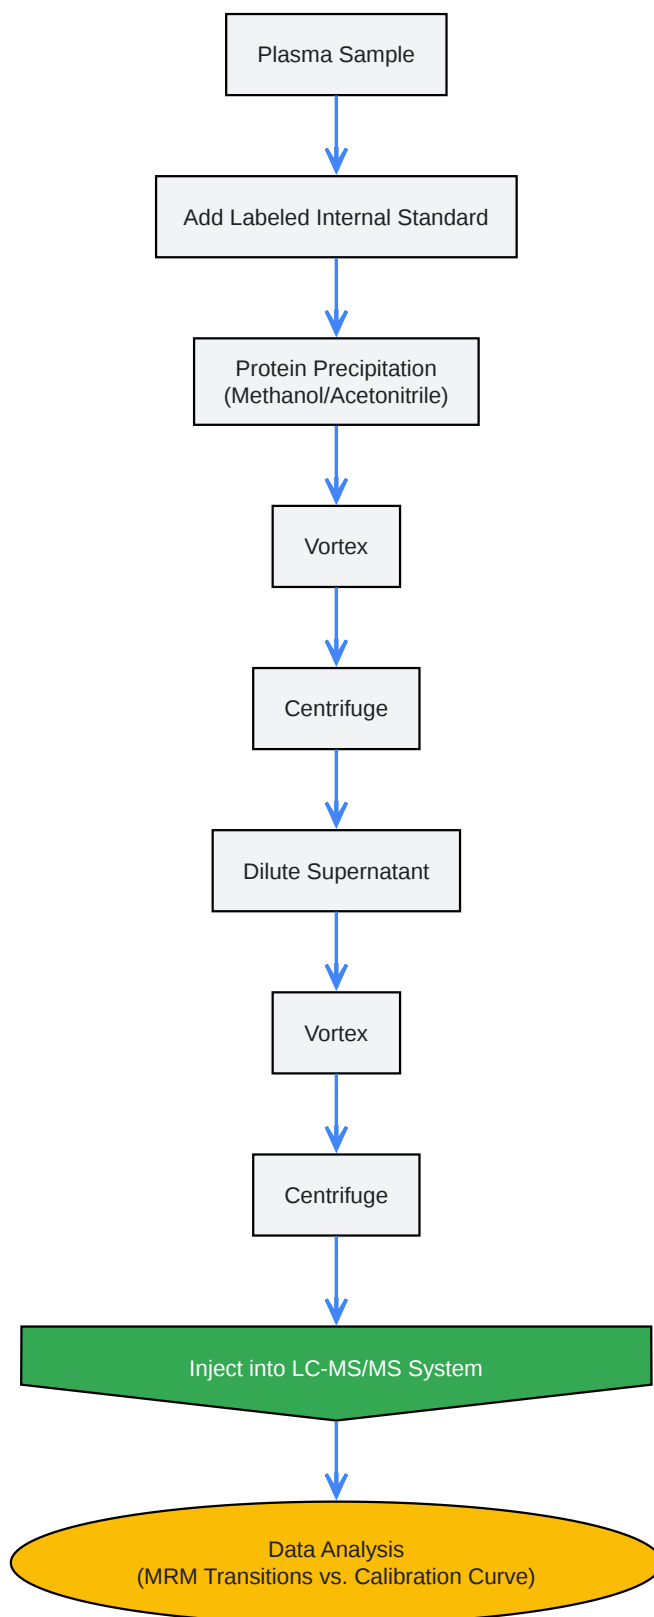 Plasma Sample
Add Labeled Internal Standard
Protein Precipitation
(Methanol/Acetonitrile)
Vortex
Centrifuge
Dilute Supernatant
Vortex
Centrifuge
Inject into LC-MS/MS System
Data Analysis
(MRM Transitions vs. Calibration Curve)